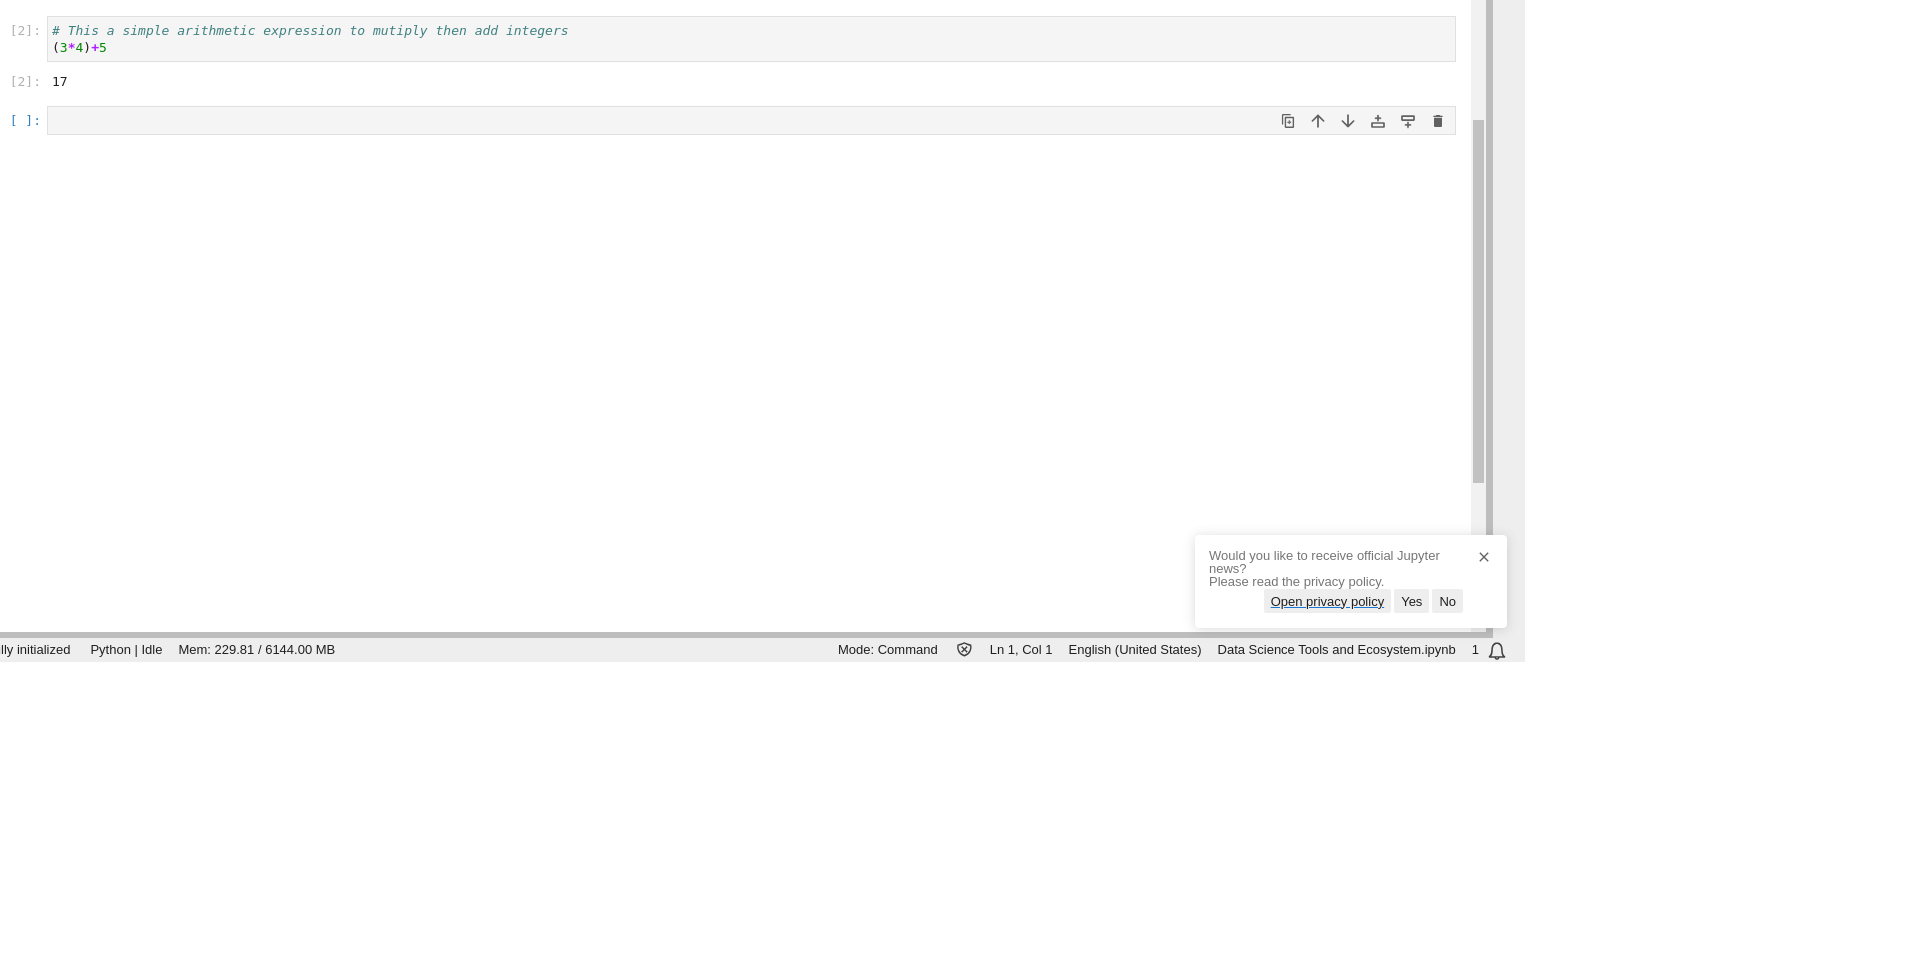 [2]: # This a simple arithmetic expression to mutiply then add integers
(3*4)+5
[2]: 17
[ ]:
Would you like to receive official Jupyter
news?
Please read the privacy policy.
Open privacy policy Yes No
lly initialized Python | Idle Mem: 229.81 / 6144.00 MB Mode: Command Ln 1, Col 1 English (United States) Data Science Tools and Ecosystem.ipynb 1